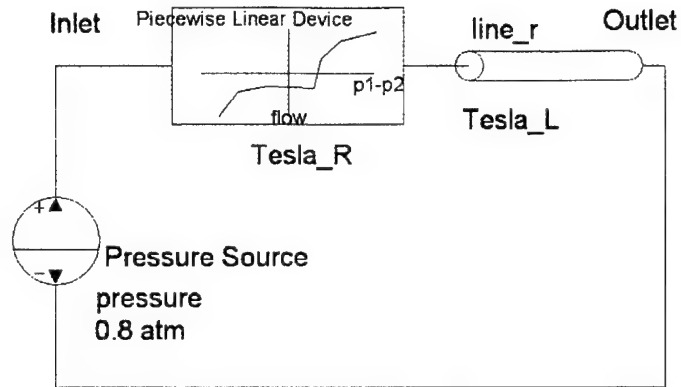 Inlet
Piecewise Linear Device
line_r
Outlet
p1-p2
flow
Tesla_R
Tesla_L
+
−
Pressure Source
pressure
0.8 atm